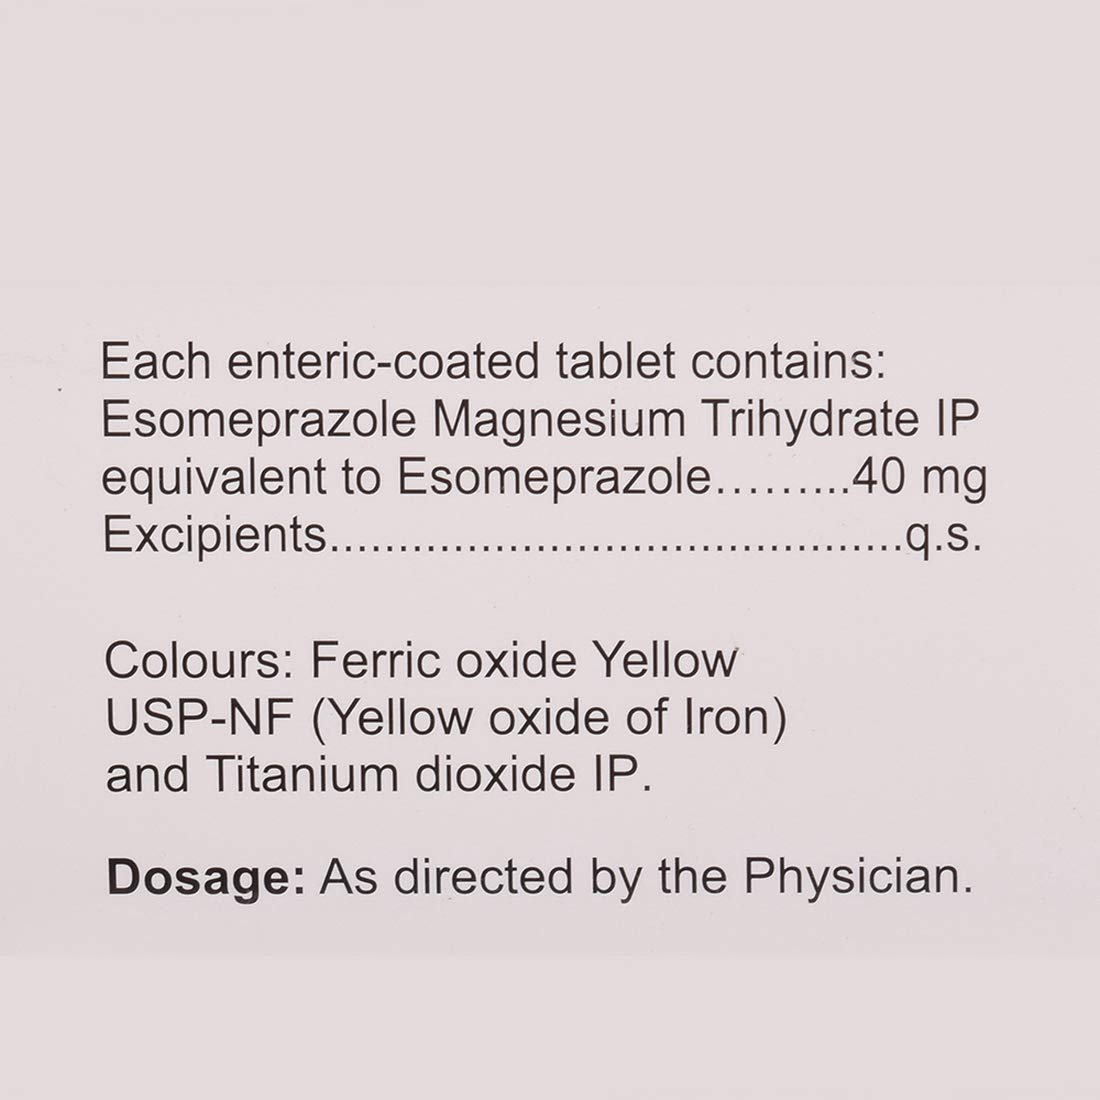 Each enteric-coated tablet contains:
Esomeprazole Magnesium Trihydrate IP
equivalent to Esomeprazole.........40 mg
Excipients..........................................q.s.
Colours: Ferric oxide Yellow
USP-NF (Yellow oxide of Iron)
and Titanium dioxide IP.
Dosage: As directed by the Physician.